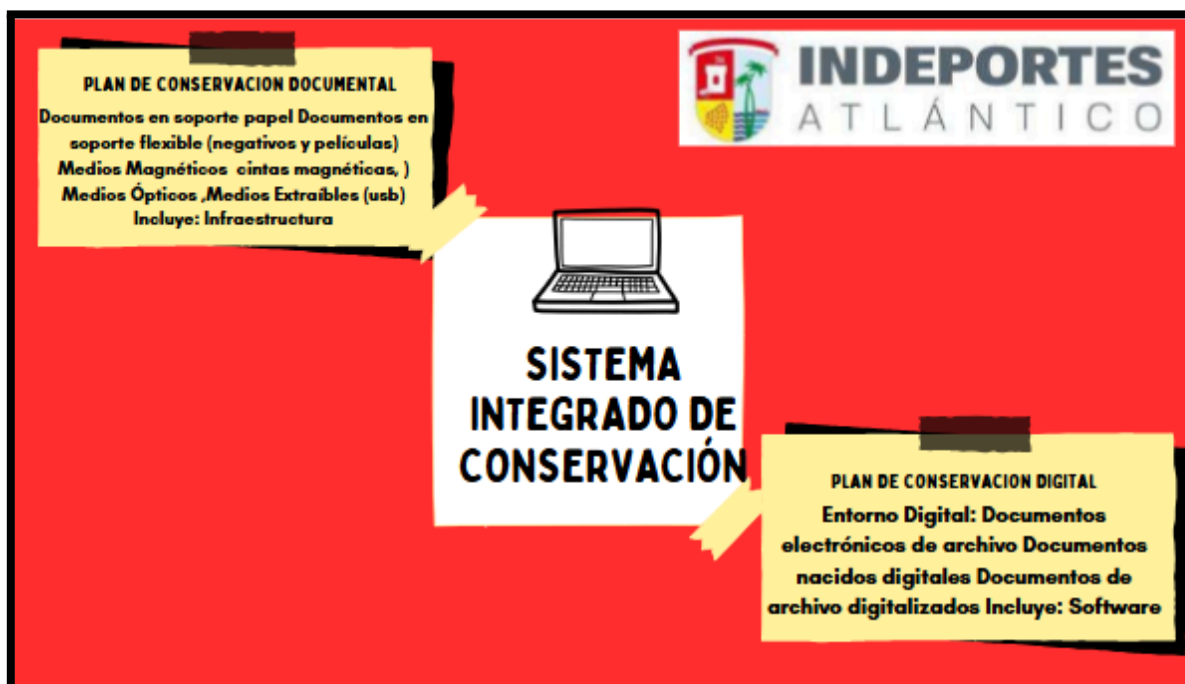 PLAN DE CONSERVACION DOCUMENTAL
Documentos en soporte papel Documentos en
soporte flexible (negativos y películas)
Medios Magnéticos cintas magnéticas, )
Medios Ópticos ,Medios Extraíbles (usb)
Incluye: Infraestructura
INDEPORTES
ATLÁNTICO
SISTEMA
INTEGRADO DE
CONSERVACIÓN
PLAN DE CONSERVACION DIGITAL
Entorno Digital: Documentos
electrónicos de archivo Documentos
nacidos digitales Documentos de
archivo digitalizados Incluye: Software